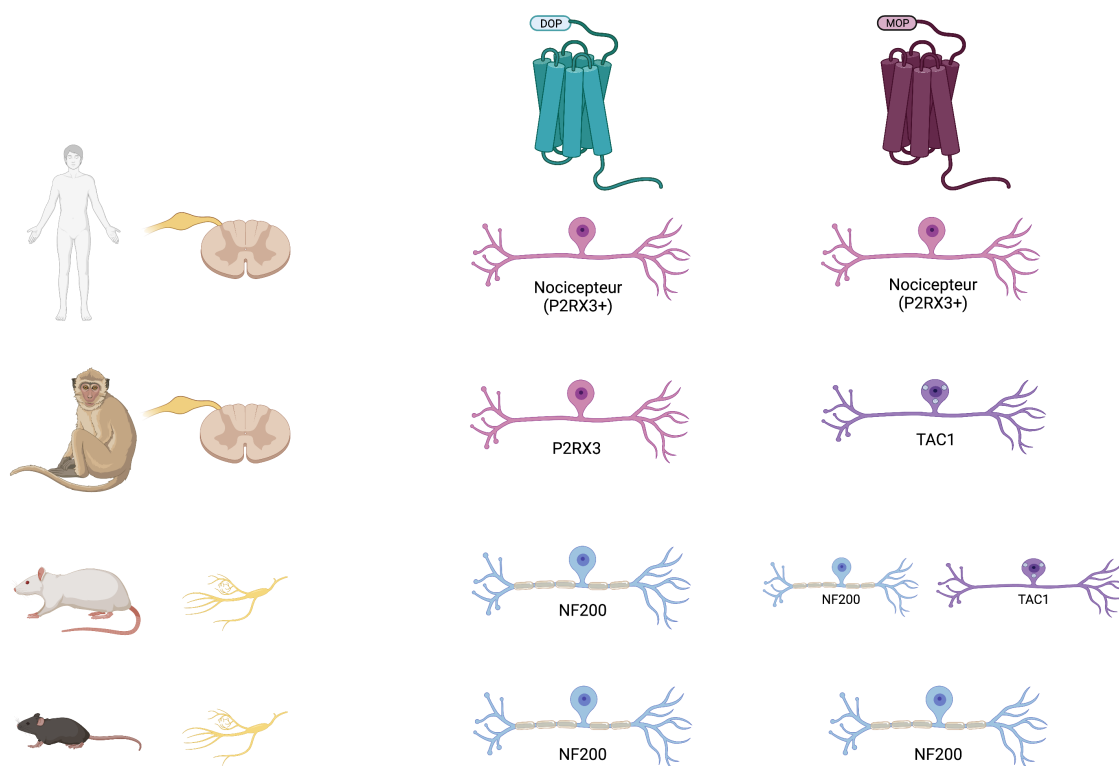 DOP
MOP
Nocicepteur
(P2RX3+)
Nocicepteur
(P2RX3+)
P2RX3
TAC1
NF200
NF200
TAC1
NF200
NF200